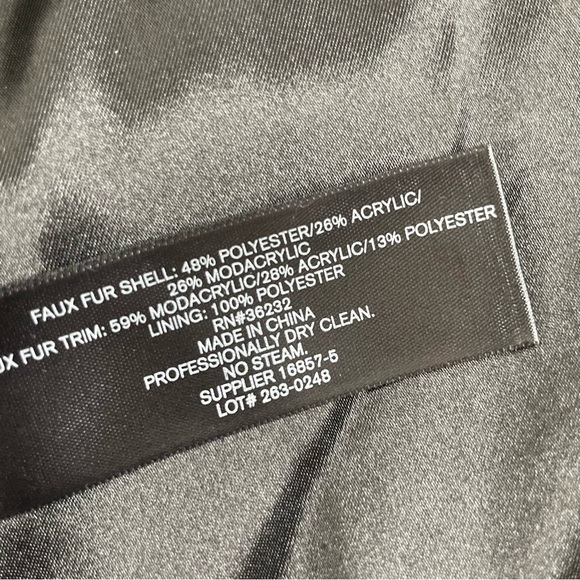 FAUX FUR SHELL: 48% POLYESTER/26% ACRYLIC/
26% MODACRYLIC
UX FUR TRIM: 59% MODACRYLIC/28% ACRYLIC/13% POLYESTER
LINING: 100% POLYESTER
RN#36232
MADE IN CHINA
PROFESSIONALLY DRY CLEAN.
NO STEAM.
SUPPLIER 16857-5
LOT# 263-0248